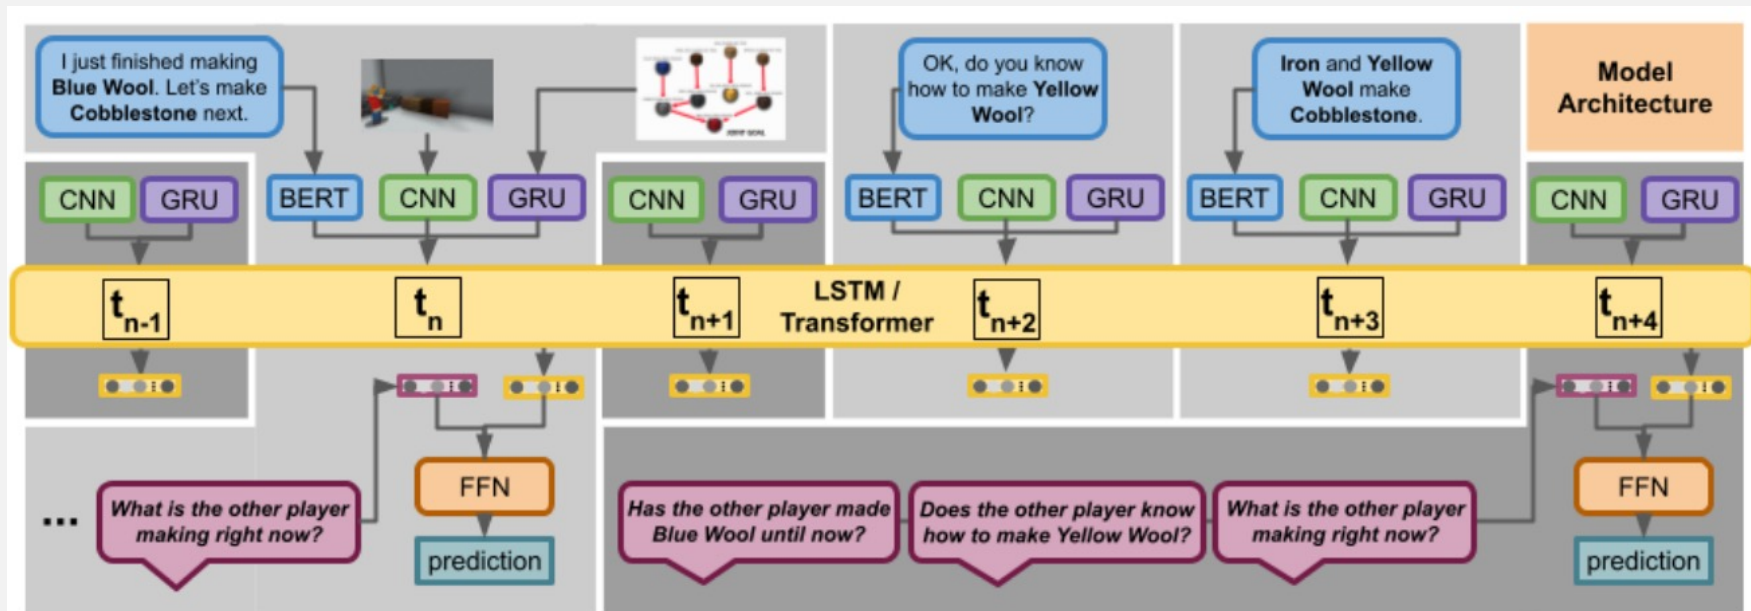 I just finished making
Blue Wool. Let's make
Cobblestone next.
OK, do you know
how to make Yellow
Wool?
Iron and Yellow
Wool make
Cobblestone.
Model
Architecture
CNN GRU
BERT CNN GRU
CNN GRU
BERT CNN GRU
BERT CNN GRU
CNN GRU
tn-1
tn
tn+1
LSTM /
Transformer
tn+2
tn+3
tn+4
...
What is the other player
making right now?
FFN
prediction
Has the other player made
Blue Wool until now?
Does the other player know
how to make Yellow Wool?
What is the other player
making right now?
FFN
prediction